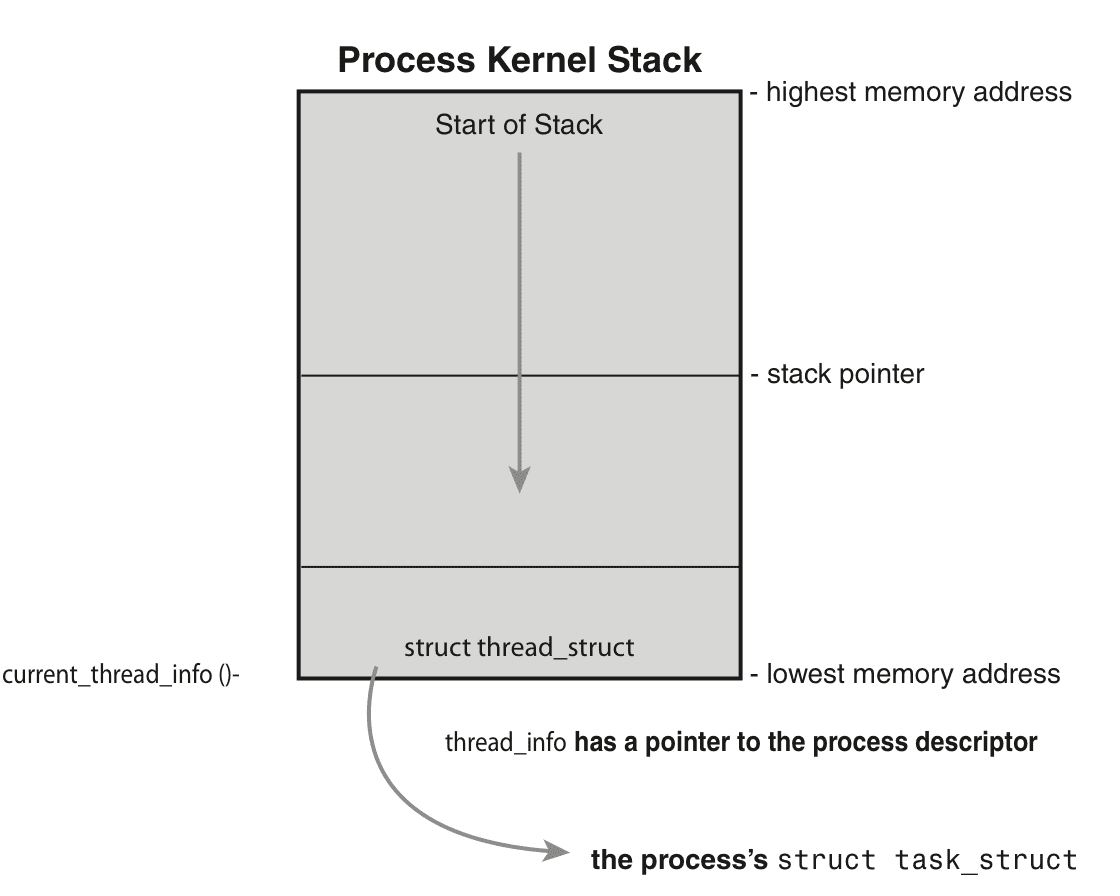 Process Kernel Stack
- highest memory address
Start of Stack
- stack pointer
struct thread_struct
current_thread_info ()-
- lowest memory address
thread_info has a pointer to the process descriptor
the process’s struct task_struct